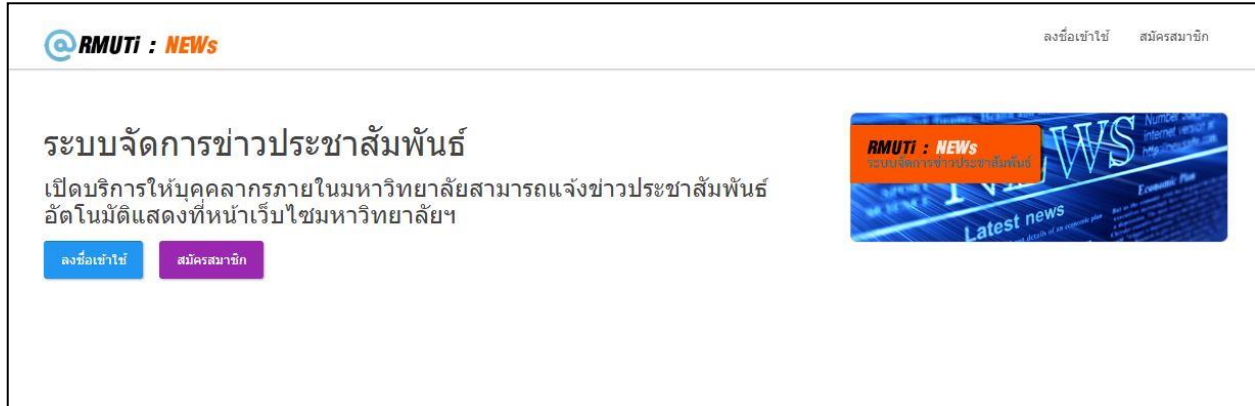 @RMUTi : NEWs
ลงชื่อเข้าใช้ สมัครสมาชิก
ระบบจัดการข่าวประชาสัมพันธ์
เปิดบริการให้บุคคลากรภายในมหาวิทยาลัยสามารถแจ้งข่าวประชาสัมพันธ์
อัตโนมัติแสดงที่หน้าเว็บไซมหาวิทยาลัยฯ
ลงชื่อเข้าใช้ สมัครสมาชิก
RMUTi : NEWs
ระบบจัดการข่าวประชาสัมพันธ์
NEWS
Latest news
Economic Plan